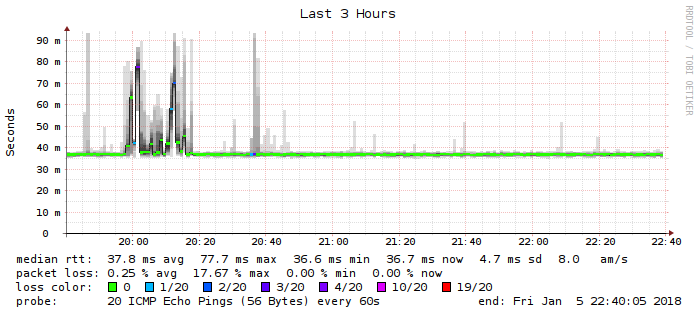 Last 3 Hours
RRDTOOL / TOBI OETIKER
Seconds
90 m
80 m
70 m
60 m
50 m
40 m
30 m
20 m
10 m
0
20:00 20:20 20:40 21:00 21:20 21:40 22:00 22:20 22:40
median rtt: 37.8 ms avg 77.7 ms max 36.6 ms min 36.7 ms now 4.7 ms sd 8.0 am/s
packet loss: 0.25 % avg 17.67 % max 0.00 % min 0.00 % now
loss color: 0 1/20 2/20 3/20 4/20 10/20 19/20
probe: 20 ICMP Echo Pings (56 Bytes) every 60s end: Fri Jan 5 22:40:05 2018